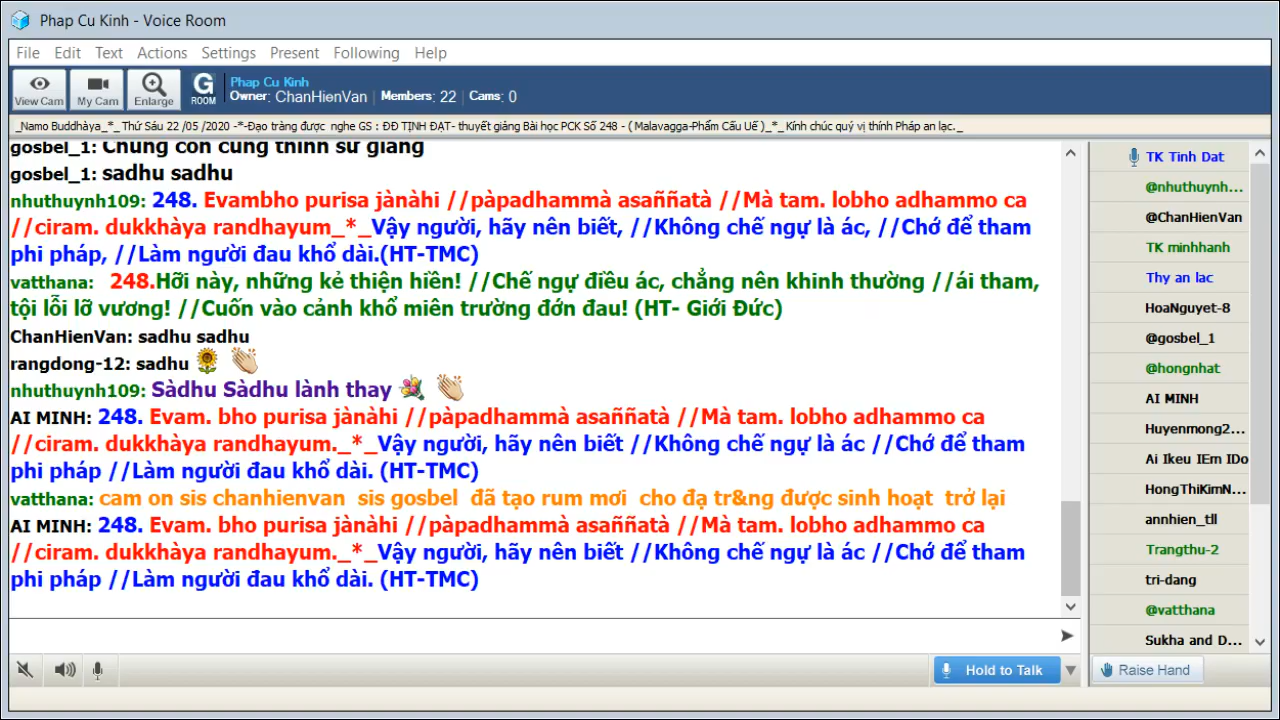 Phap Cu Kinh - Voice Room
File Edit Text Actions Settings Present Following Help
View Cam My Cam Enlarge G ROOM
Phap Cu Kinh
Owner: ChanHienVan Members: 22 Cams: 0
_Namo Buddhàya_*_ Thứ Sáu 22 /05 /2020 -*-Đạo tràng được nghe GS : ĐĐ TỊNH ĐẠT- thuyết giảng Bài học PCK Số 248 - ( Malavagga-Phẩm Cấu Uế )_*_ Kính chúc quý vị thính Pháp an lạc._
gosbel_1: Chúng con cung thỉnh sư giảng
gosbel_1: sadhu sadhu
nhuthuynh109: 248. Evambho purisa jànàhi //pàpadhammà asaññatà //Mà tam. lobho adhammo ca
//ciram. dukkhàya randhayum_*_Vậy người, hãy nên biết, //Không chế ngự là ác, //Chớ để tham
phi pháp, //Làm người đau khổ dài.(HT-TMC)
vatthana: 248.Hỡi này, những kẻ thiện hiền! //Chế ngự điều ác, chẳng nên khinh thường //ái tham,
tội lỗi lỡ vương! //Cuốn vào cảnh khổ miên trường đớn đau! (HT- Giới Đức)
ChanHienVan: sadhu sadhu
rangdong-12: sadhu
nhuthuynh109: Sàdhu Sàdhu lành thay
AI MINH: 248. Evam. bho purisa jànàhi //pàpadhammà asaññatà //Mà tam. lobho adhammo ca
//ciram. dukkhàya randhayum._*_Vậy người, hãy nên biết //Không chế ngự là ác //Chớ để tham
phi pháp //Làm người đau khổ dài. (HT-TMC)
vatthana: cam on sis chanhienvan sis gosbel đã tạo rum mơi cho đạ tr&ng được sinh hoạt trở lại
AI MINH: 248. Evam. bho purisa jànàhi //pàpadhammà asaññatà //Mà tam. lobho adhammo ca
//ciram. dukkhàya randhayum._*_Vậy người, hãy nên biết //Không chế ngự là ác //Chớ để tham
phi pháp //Làm người đau khổ dài. (HT-TMC)
Hold to Talk
TK Tinh Dat
@nhuthuynh...
@ChanHienVan
TK minhhanh
Thy an lac
HoaNguyet-8
@gosbel_1
@hongnhat
AI MINH
Huyenmong2...
Ai Ikeu IEm IDo
HongThiKimN...
annhien_tll
Trangthu-2
tri-dang
@vatthana
Sukha and D...
Raise Hand